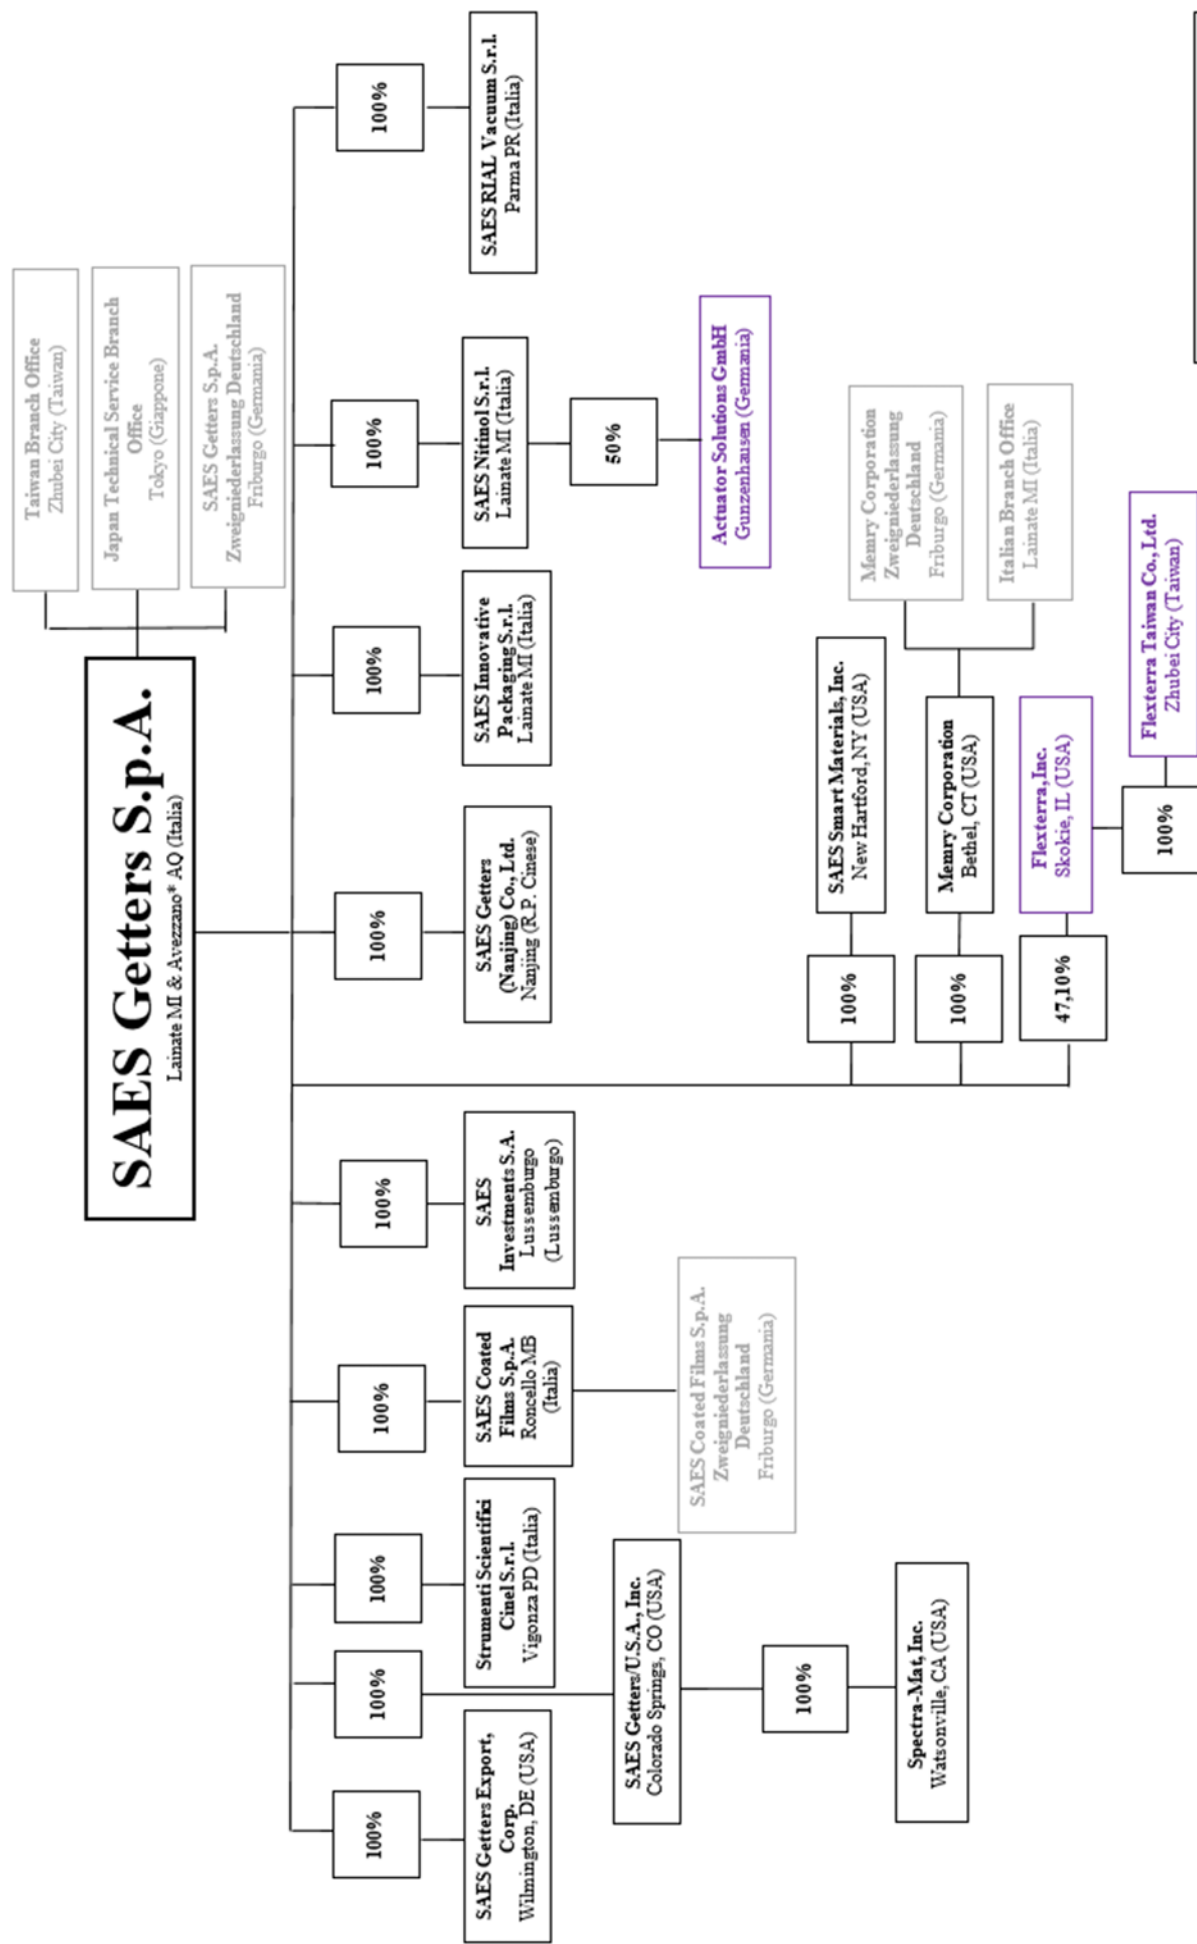 SAES Getters S.p.A.
Lainate MI & Avezzano* AQ (Italia)
Taiwan Branch Office
Zhubei City (Taiwan)
Japan Technical Service Branch
Office
Tokyo (Giappone)
SAES Getters S.p.A.
Zweigniederlassung Deutschland
Friburgo (Germania)
100%
SAES Getters Export,
Corp.
Wilmington, DE (USA)
100%
SAES Getters/U.S.A., Inc.
Colorado Springs, CO (USA)
100%
Spectra-Mat, Inc.
Watsonville, CA (USA)
100%
Strumenti Scientifici
Cinel S.r.l.
Vigonza PD (Italia)
100%
SAES Coated
Films S.p.A.
Roncello MB
(Italia)
SAES Coated Films S.p.A.
Zweigniederlassung
Deutschland
Friburgo (Germania)
100%
SAES
Investments S.A.
Lussemburgo
(Lussemburgo)
100%
SAES Smart Materials, Inc.
New Hartford, NY (USA)
100%
Memry Corporation
Bethel, CT (USA)
Memry Corporation
Zweigniederlassung
Deutschland
Friburgo (Germania)
Italian Branch Office
Lainate MI (Italia)
47,10%
Flexterra, Inc.
Skokie, IL (USA)
100%
Flexterra Taiwan Co., Ltd.
Zhubei City (Taiwan)
100%
SAES Getters
(Nanjing) Co., Ltd.
Nanjing (R.P. Cinese)
100%
SAES Innovative
Packaging S.r.l.
Lainate MI (Italia)
100%
SAES Nitinol S.r.l.
Lainate MI (Italia)
50%
Actuator Solutions GmbH
Gunzenhausen (Germania)
100%
SAES RIAL Vacuum S.r.l.
Parma PR (Italia)